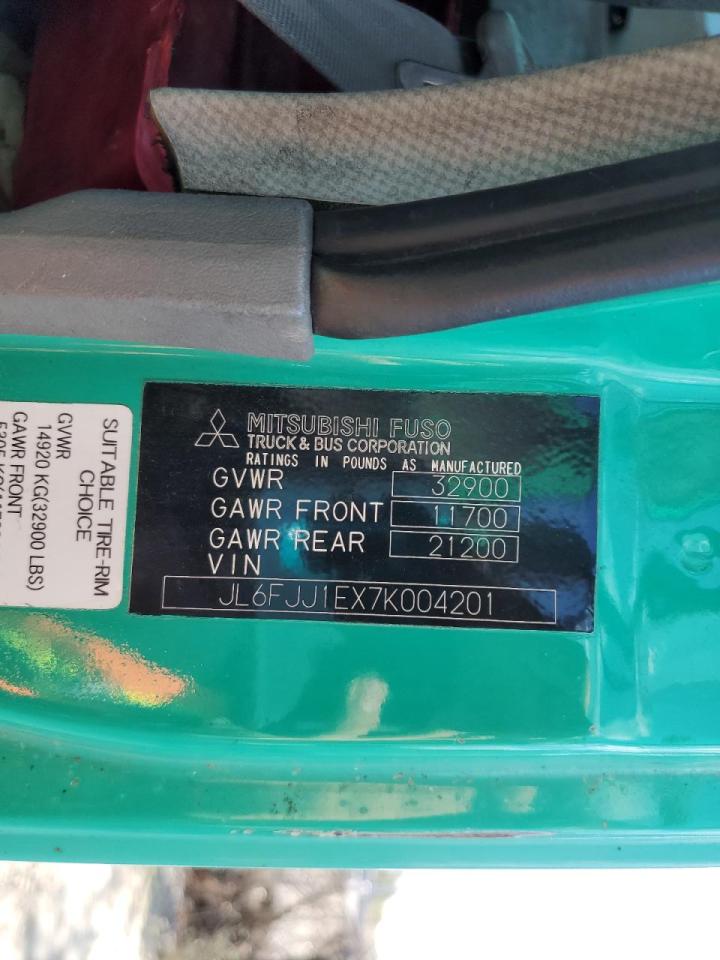 MITSUBISHI FUSO
TRUCK & BUS CORPORATION
RATINGS IN POUNDS AS MANUFACTURED
GVWR 32900
GAWR FRONT 11700
GAWR REAR 21200
VIN
JL6FJJ1EX7K004201
SUITABLE TIRE-RIM
CHOICE
GVWR
14920 KG(32900 LBS)
GAWR FRONT